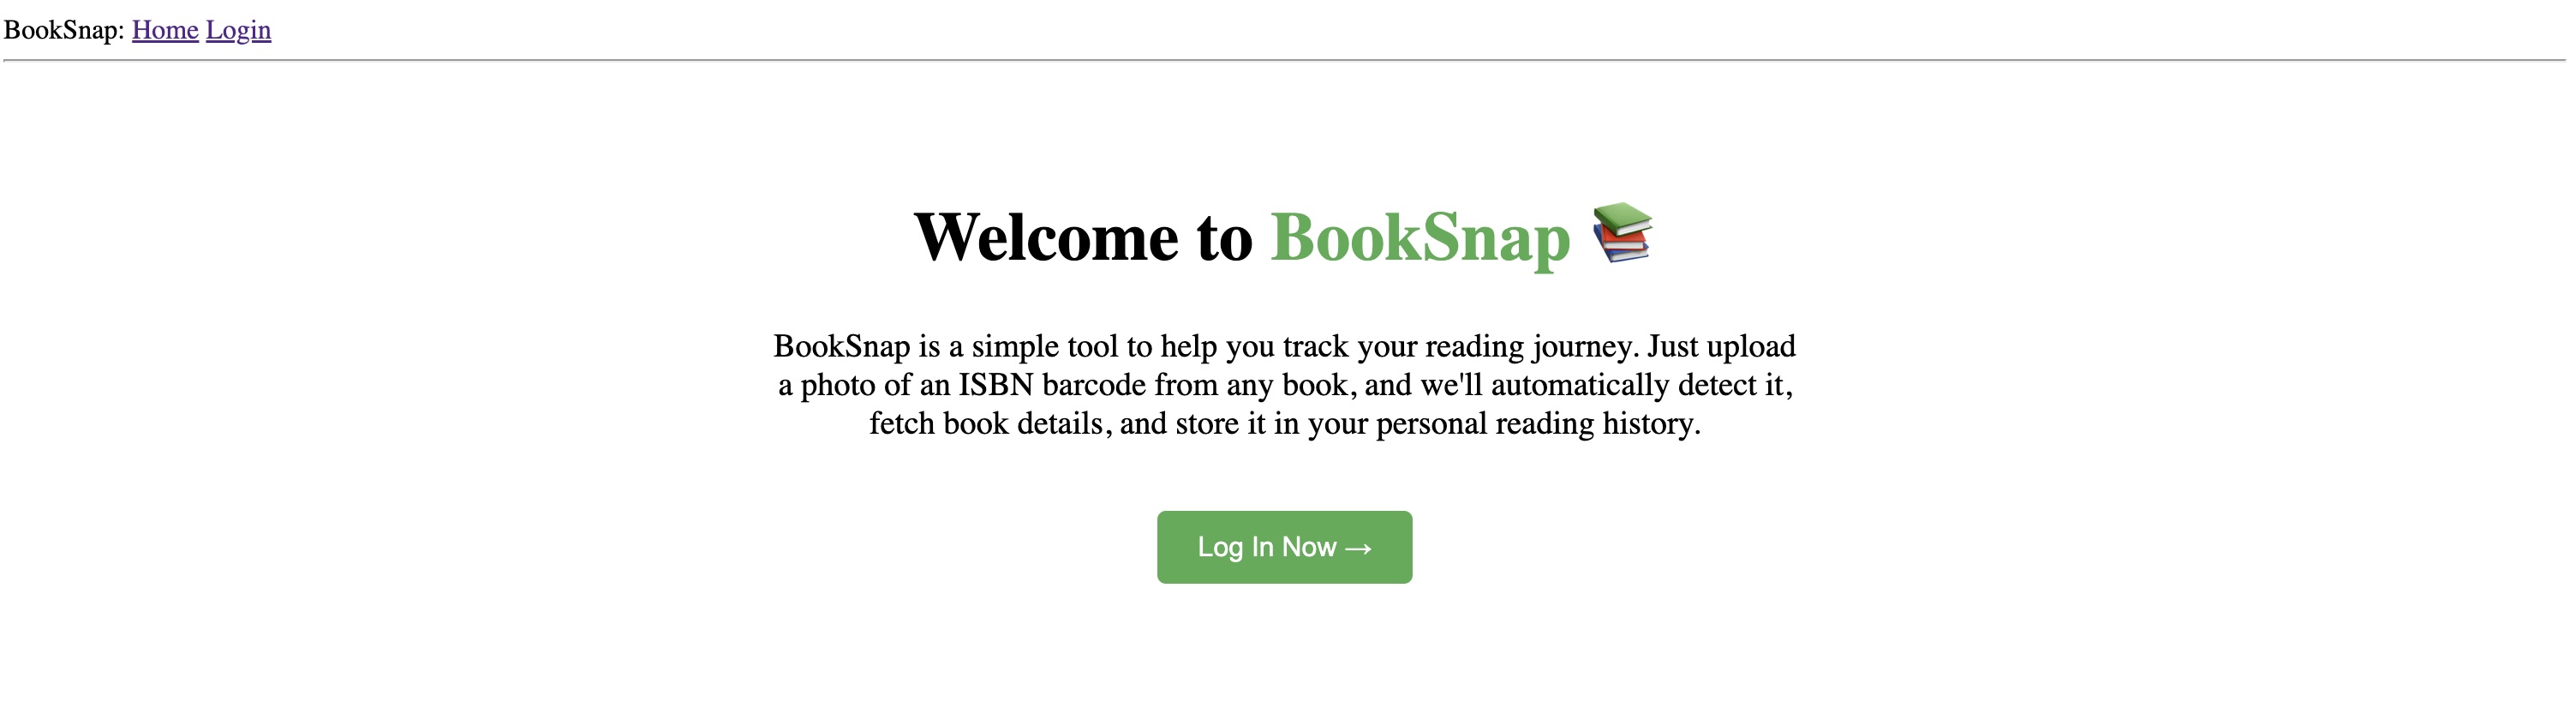 BookSnap: Home Login
Welcome to BookSnap 📚
BookSnap is a simple tool to help you track your reading journey. Just upload
a photo of an ISBN barcode from any book, and we'll automatically detect it,
fetch book details, and store it in your personal reading history.
Log In Now →